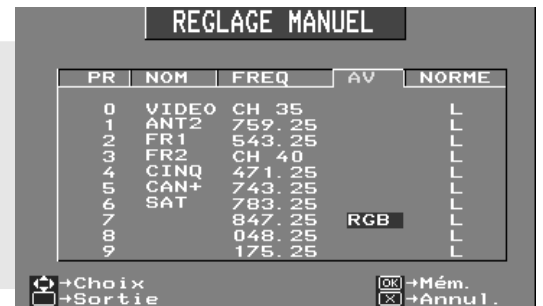 REGLAGE MANUEL
PR NOM FREQ AV NORME
0 VIDEO CH 35 L
1 ANT2 759.25 L
2 FR1 543.25 L
3 FR2 CH 40 L
4 CINQ 471.25 L
5 CAN+ 743.25 L
6 SAT 783.25 L
7 847.25 RGB L
8 048.25 L
9 175.25 L
→Choix OK →Mém.
→Sortie X →Annul.